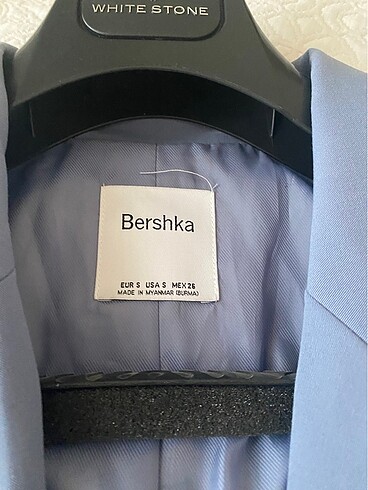 WHITE STONE
Bershka
EUR S USA S MEX 26
MADE IN MYANMAR (BURMA)